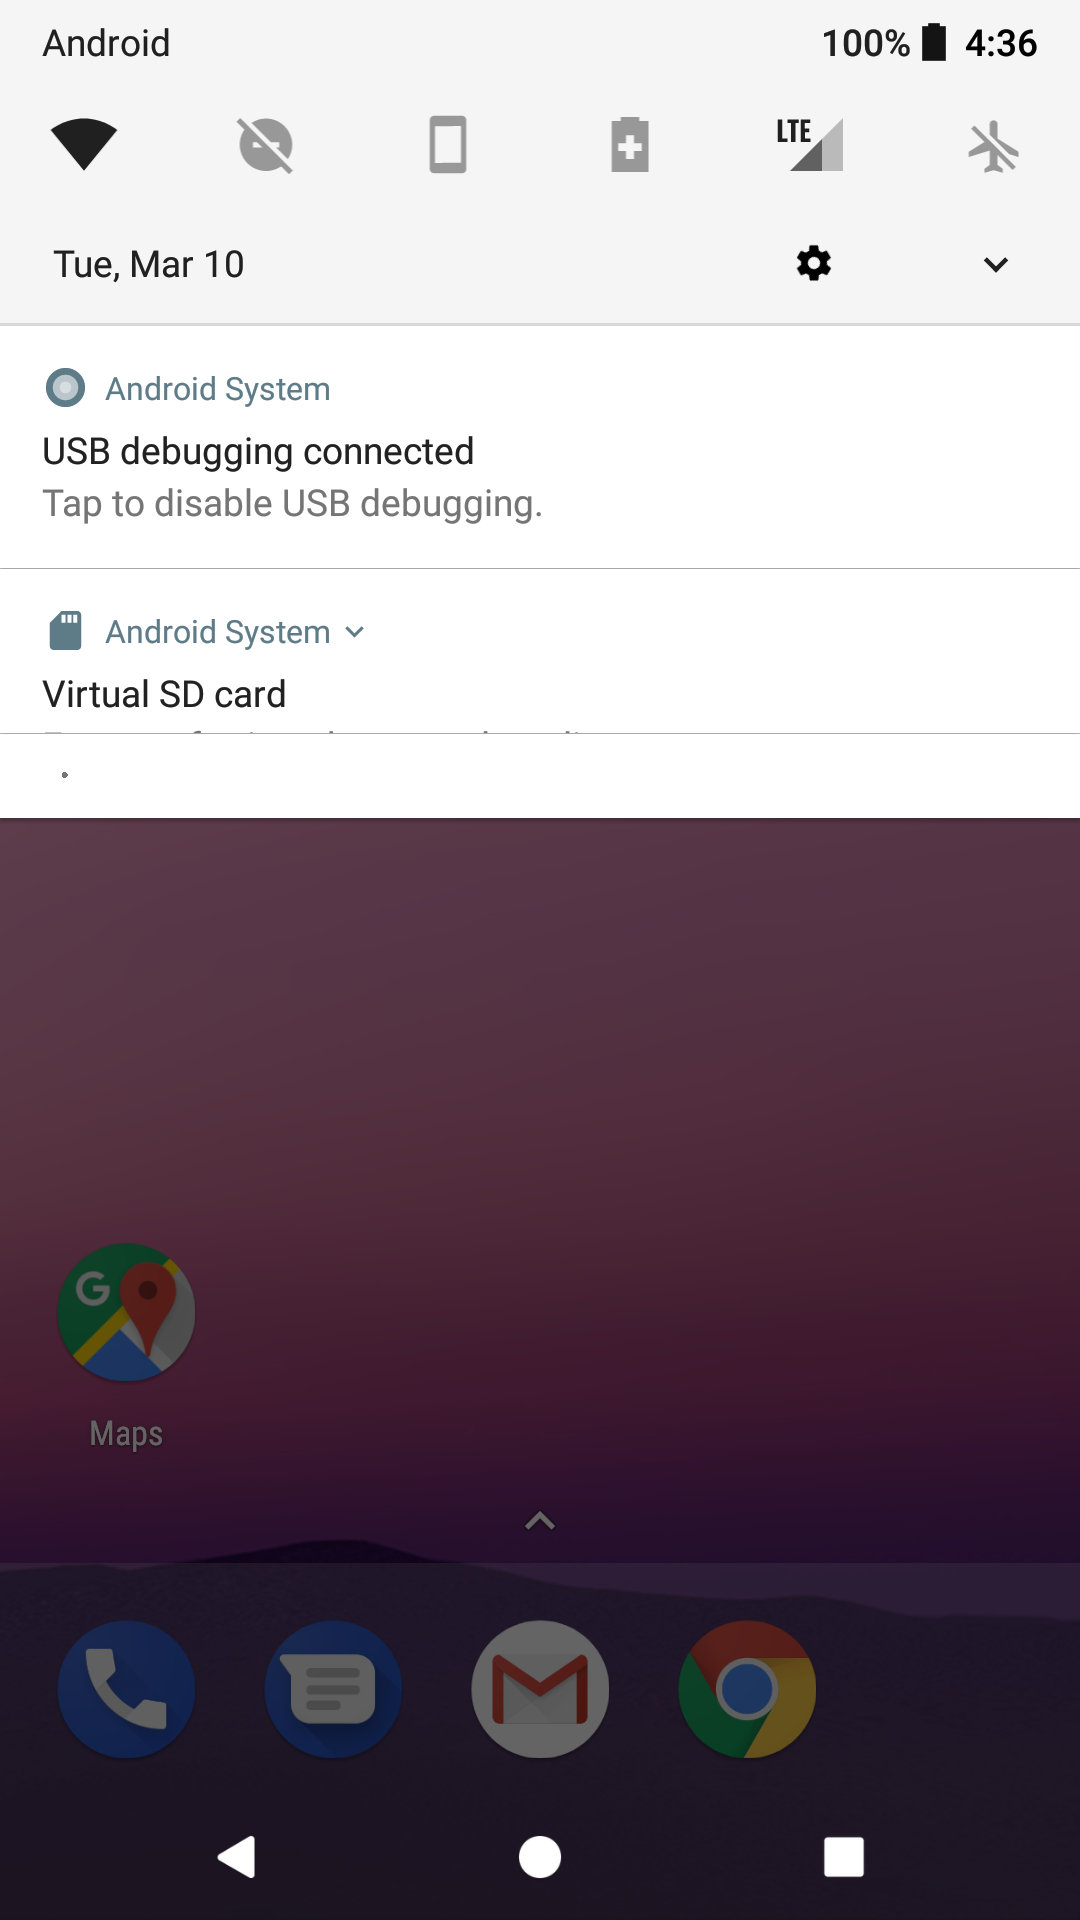 Android
100% 4:36
LTE
Tue, Mar 10
Android System
USB debugging connected
Tap to disable USB debugging.
Android System
Virtual SD card
G
Maps